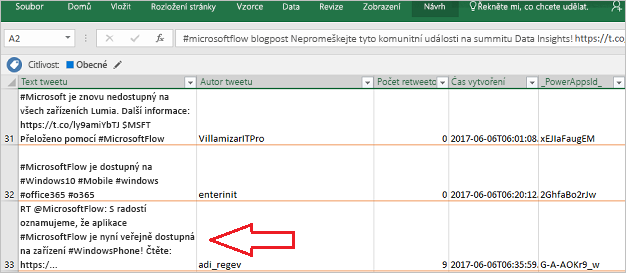 Soubor Domů Vložit Rozložení stránky Vzorce Data Revize Zobrazení Návrh Řekněte mi, co chcete udělat.
A2 #microsoftflow blogpost Nepromeškejte tyto komunitní události na summitu Data Insights! https://t.co
Citlivost: Obecné
Text tweetu Autor tweetu Počet retweetů Čas vytvoření _PowerAppsId_
#Microsoft je znovu nedostupný na
všech zařízeních Lumia. Další informace:
https://t.co/ly9amiYbTJ $MSFT
31 Přeloženo pomocí #MicrosoftFlow VillamizarITPro 0 2017-06-06T06:01:08. xEJIaFaugEM
#MicrosoftFlow je dostupný na
#Windows10 #Mobile #windows
32 #office365 #o365 enterinit 0 2017-06-06T06:20:12. 2GhfaBo2rJw
RT @MicrosoftFlow: S radostí
oznamujeme, že aplikace
#MicrosoftFlow je nyní veřejně dostupná
na zařízení #WindowsPhone! Čtěte:
33 https:/... adi_regev 9 2017-06-06T06:35:59. G-A-AOKr9_w